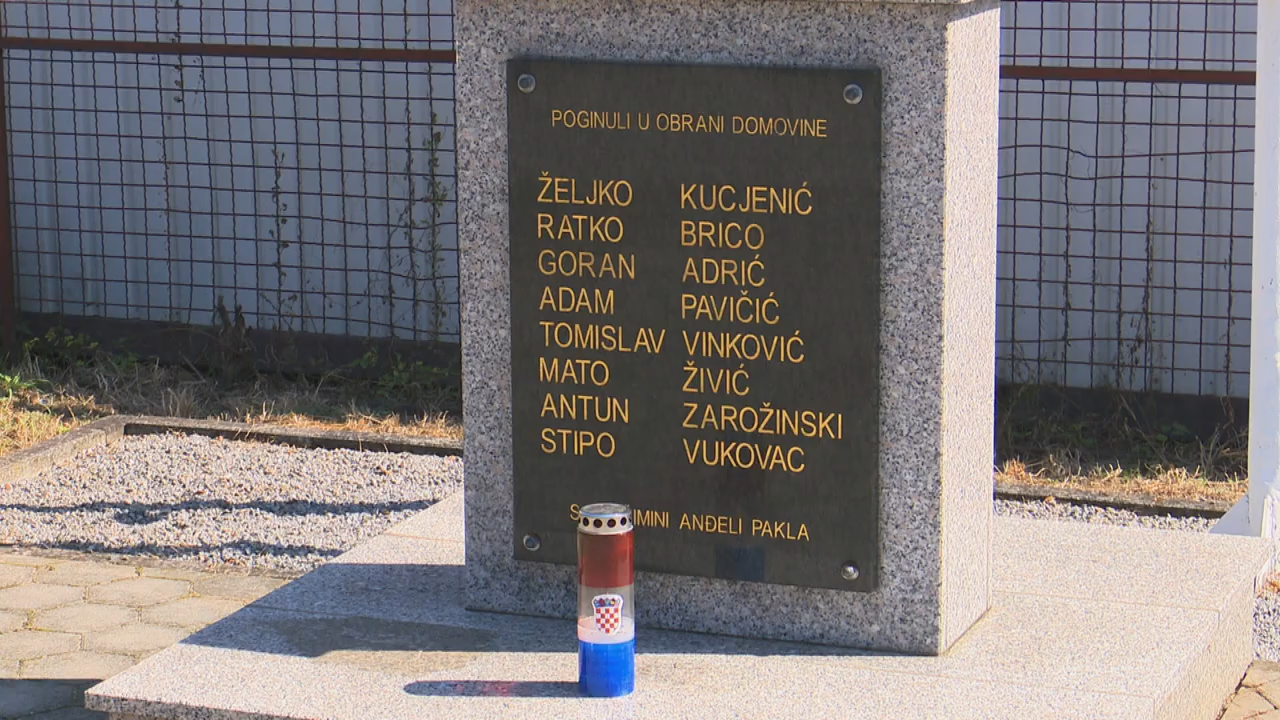 POGINULI U OBRANI DOMOVINE
ŽELJKO KUCJENIĆ
RATKO BRICO
GORAN ADRIĆ
ADAM PAVIČIĆ
TOMISLAV VINKOVIĆ
MATO ŽIVIĆ
ANTUN ZAROŽINSKI
STIPO VUKOVAC
ANĐELI PAKLA